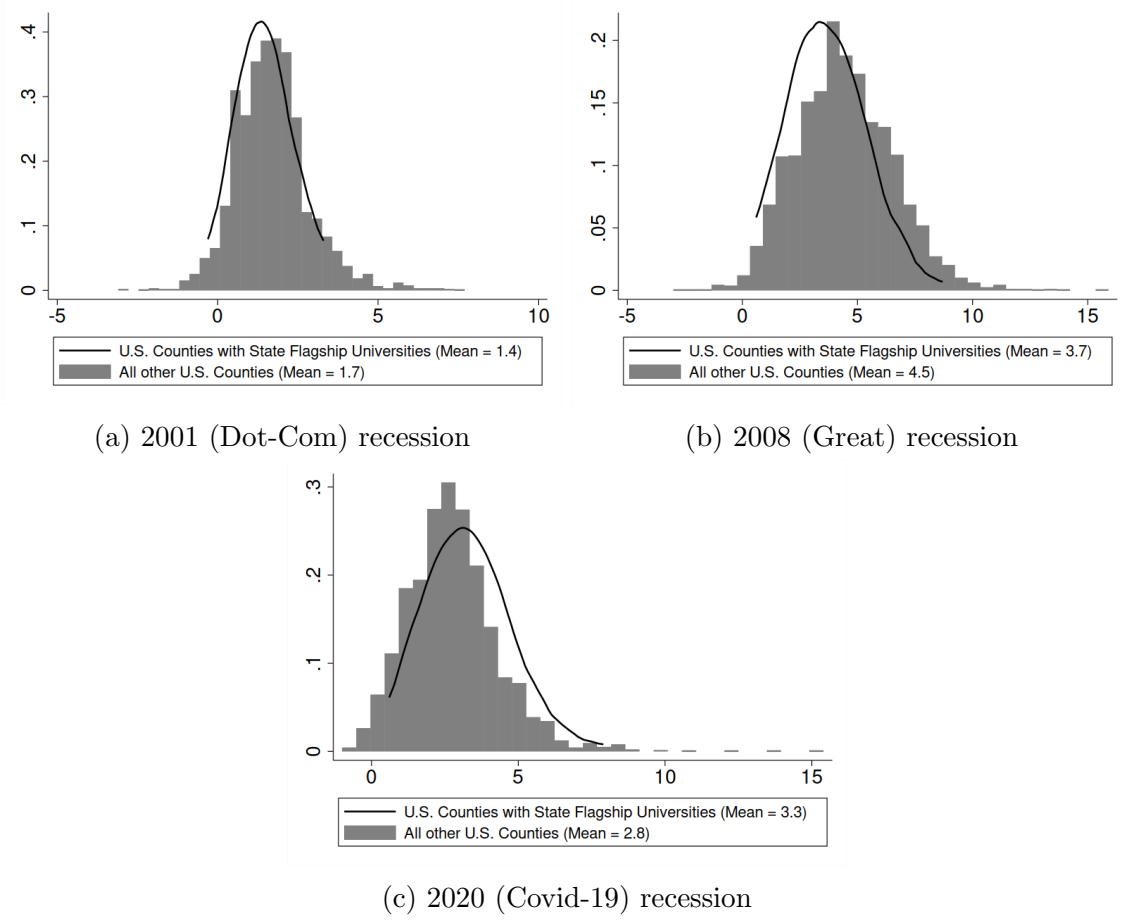 .4
.3
.2
.1
0
-5 0 5 10
U.S. Counties with State Flagship Universities (Mean = 1.4)
All other U.S. Counties (Mean = 1.7)
(a) 2001 (Dot-Com) recession
.2
.15
.1
.05
0
-5 0 5 10 15
U.S. Counties with State Flagship Universities (Mean = 3.7)
All other U.S. Counties (Mean = 4.5)
(b) 2008 (Great) recession
.3
.2
.1
0
0 5 10 15
U.S. Counties with State Flagship Universities (Mean = 3.3)
All other U.S. Counties (Mean = 2.8)
(c) 2020 (Covid-19) recession